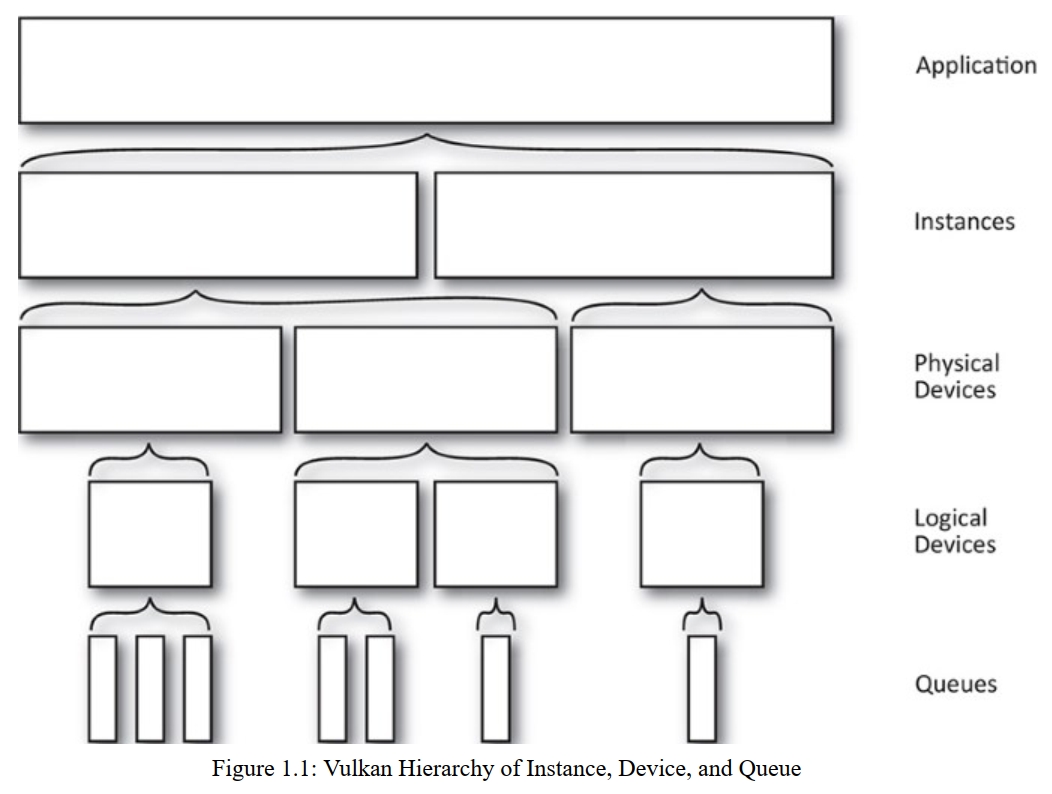 Application
Instances
Physical
Devices
Logical
Devices
Queues
Figure 1.1: Vulkan Hierarchy of Instance, Device, and Queue